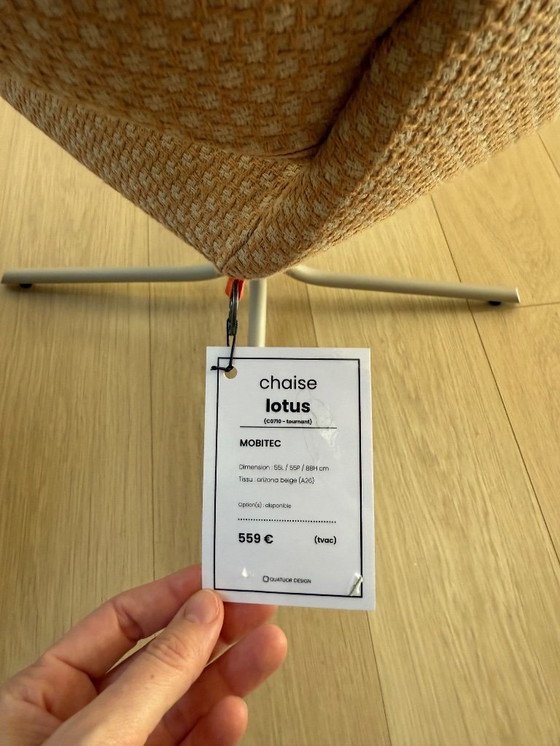 chaise
lotus
(C0710 - tournant)
MOBITEC
Dimension : 55L / 55P / 88H cm
Tissu : arizona beige (A26)
Option(s) : disponible
559 € (tvac)
QUATUOR DESIGN